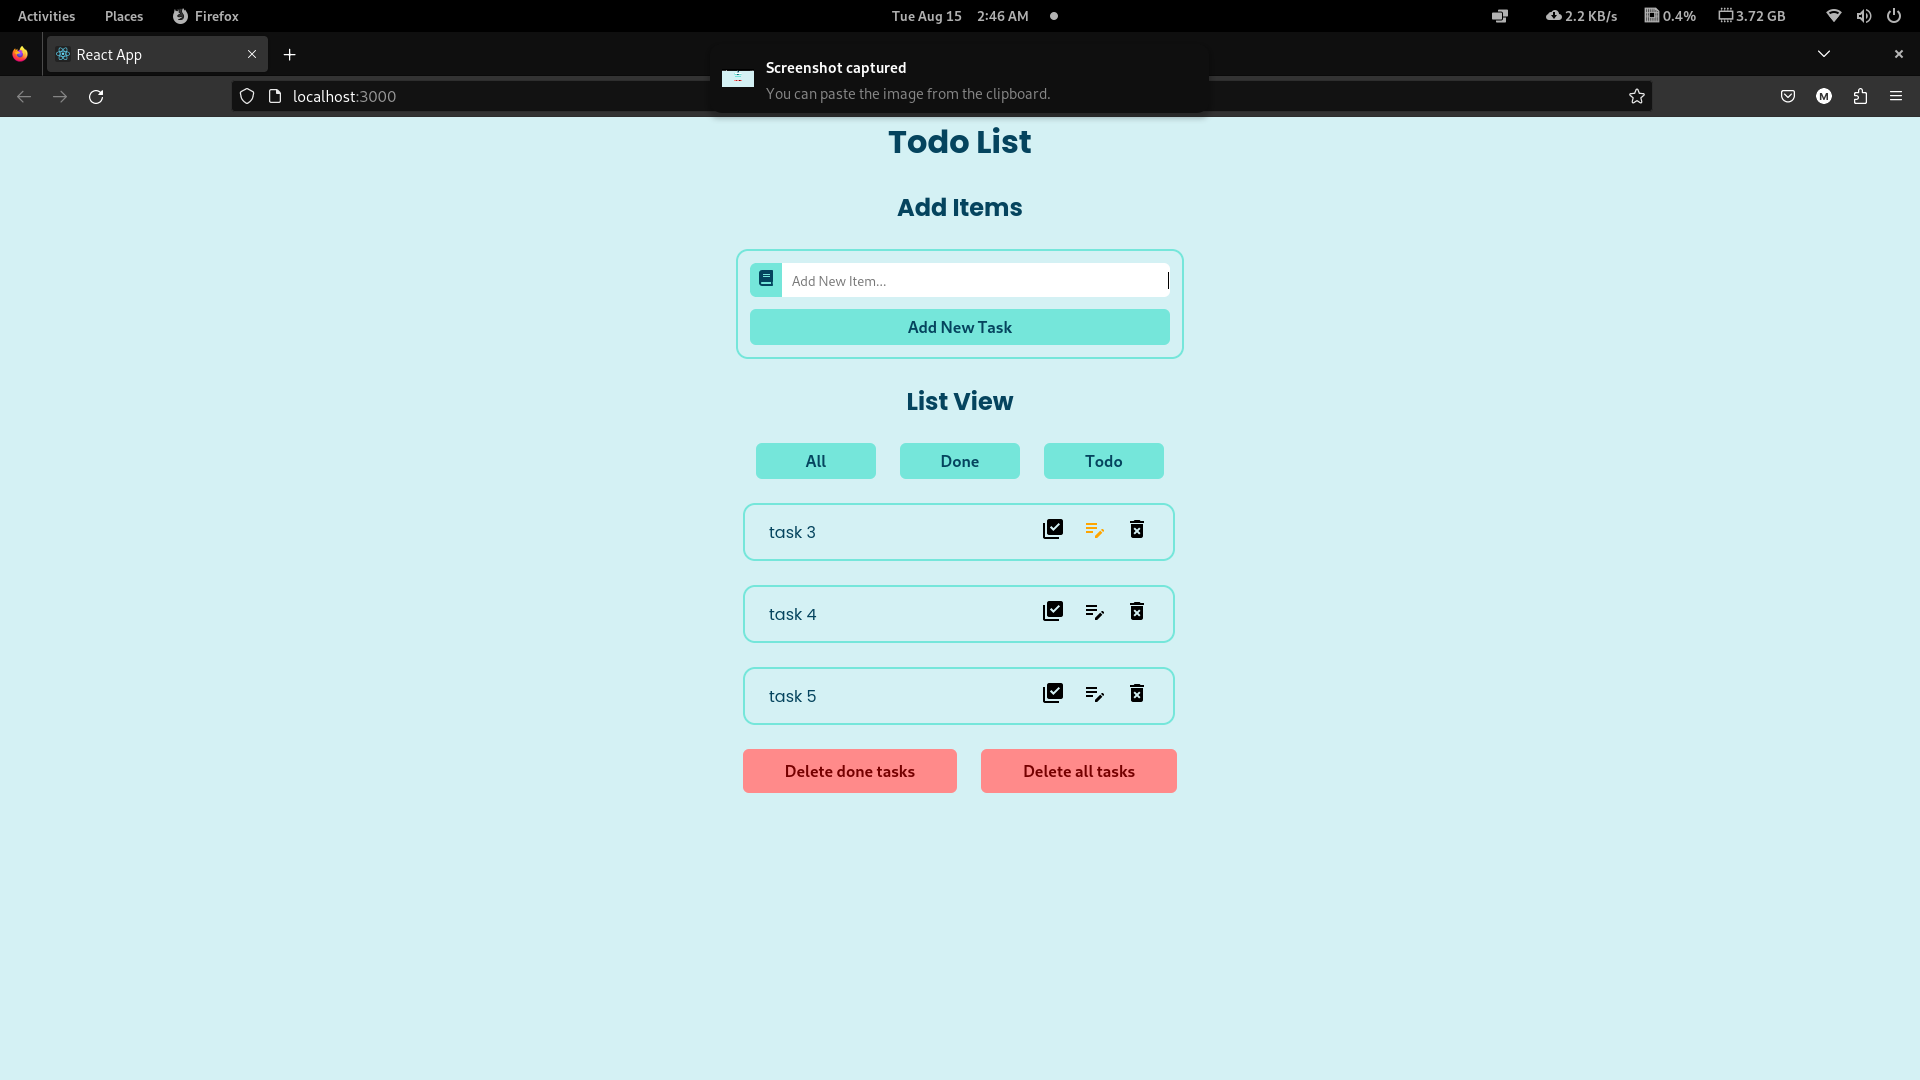 Activities Places Firefox Tue Aug 15 2:46 AM 2.2 KB/s 0.4% 3.72 GB
React App
Screenshot captured
You can paste the image from the clipboard.
localhost:3000
M
Todo List
Add Items
Add New Item...
Add New Task
List View
All Done Todo
task 3
task 4
task 5
Delete done tasks Delete all tasks